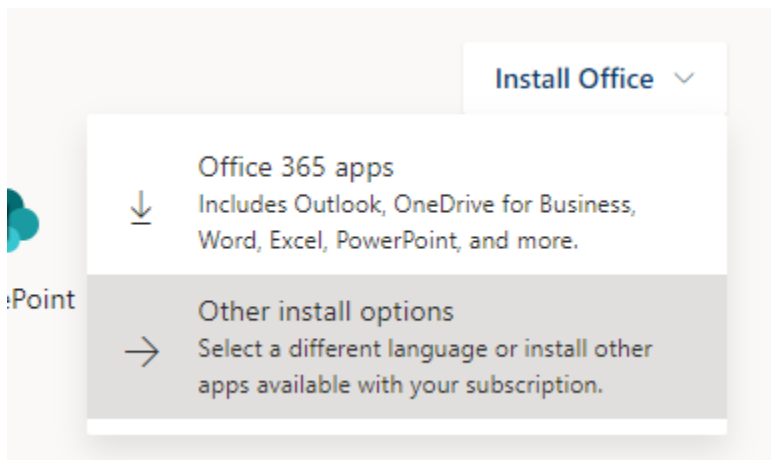 Install Office
Office 365 apps
Includes Outlook, OneDrive for Business,
Word, Excel, PowerPoint, and more.
ePoint
Other install options
Select a different language or install other
apps available with your subscription.